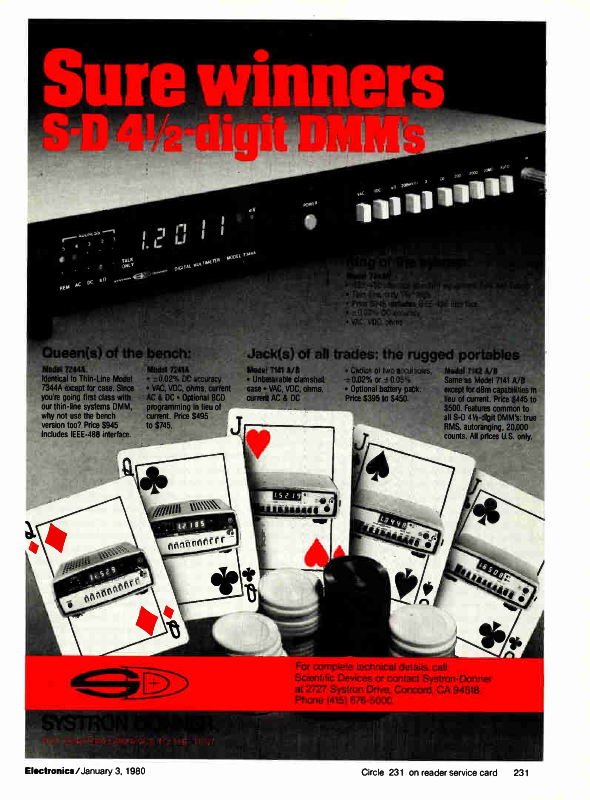 Sure winners
S-D 4½-digit DMM's
POWER
VAC VDC
1.2011
TALK
ONLY
REM AC DC
DIGITAL MULTIMETER MODEL 7344A
King of the system:
• VAC, VDC, ohms
Queen(s) of the bench:
Model 7244A
Identical to Thin-Line Model
7344A except for case. Since
you're going first class with
our thin-line systems DMM,
why not use the bench
version too? Price $945
includes IEEE-488 interface.
Model 7241A
• ±0.02% DC accuracy
• VAC, VDC, ohms, current
AC & DC • Optional BCD
programming in lieu of
current. Price $495
to $745.
Jack(s) of all trades: the rugged portables
Model 7141 A/B
• Unbreakable clamshell
case • VAC, VDC, ohms,
current AC & DC
• Choice of two accuracies,
±0.02% or ±0.05%
• Optional battery pack.
Price $395 to $450.
Model 7142 A/B
Same as Model 7141 A/B
except for dBm capabilities in
lieu of current. Price $445 to
$500. Features common to
all S-D 4½-digit DMM's: true
RMS, autoranging, 20,000
counts. All prices U.S. only.
Q
Q
J
J
J
For complete technical details, call
Scientific Devices or contact Systron-Donner
at 2727 Systron Drive, Concord, CA 94518.
Phone (415) 676-5000.
SYSTRON DONNER
Electronics/January 3, 1980
Circle 231 on reader service card 231